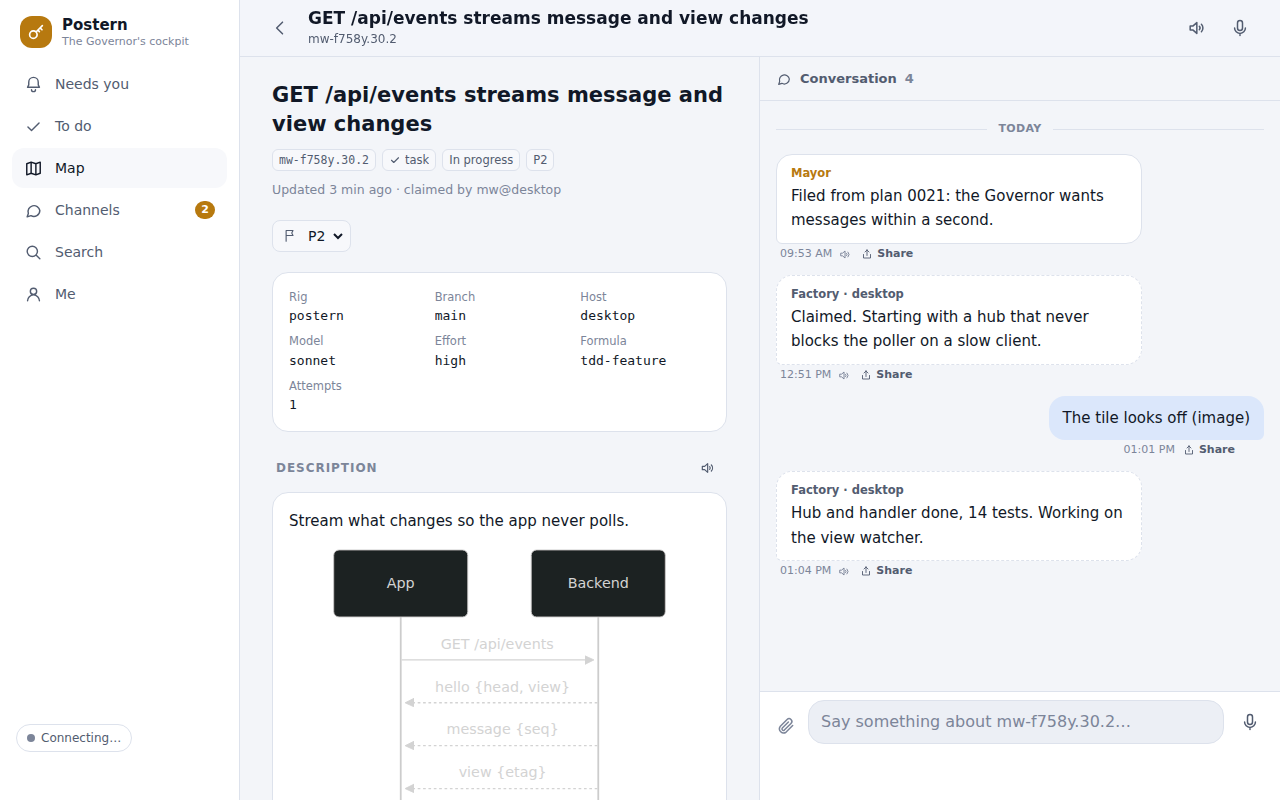 Postern
The Governor's cockpit
Needs you
To do
Map
Channels 2
Search
Me
Connecting…
GET /api/events streams message and view changes
mw-f758y.30.2
GET /api/events streams message and
view changes
mw-f758y.30.2 task In progress P2
Updated 3 min ago · claimed by mw@desktop
P2
Rig Branch Host
postern main desktop
Model Effort Formula
sonnet high tdd-feature
Attempts
1
DESCRIPTION
Stream what changes so the app never polls.
App Backend
GET /api/events
hello {head, view}
message {seq}
view {etag}
Conversation 4
TODAY
Mayor
Filed from plan 0021: the Governor wants
messages within a second.
09:53 AM Share
Factory · desktop
Claimed. Starting with a hub that never
blocks the poller on a slow client.
12:51 PM Share
The tile looks off (image)
01:01 PM Share
Factory · desktop
Hub and handler done, 14 tests. Working on
the view watcher.
01:04 PM Share
Say something about mw-f758y.30.2…